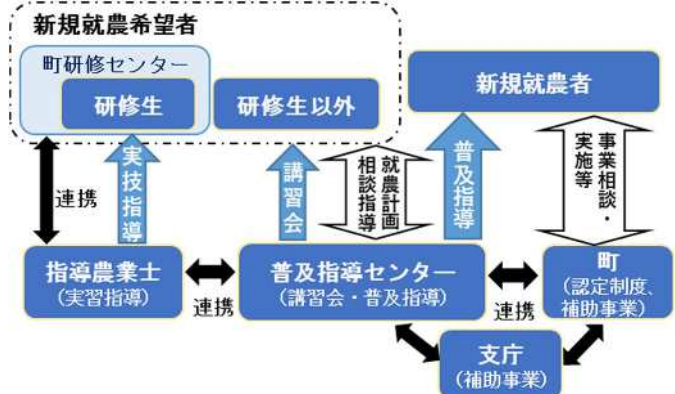 新規就農希望者
町研修センター
研修生
研修生以外
新規就農者
実技指導
講習会
就農計画
相談指導
普及指導
事業相談・
実施等
連携
指導農業士
(実習指導)
連携
普及指導センター
(講習会・普及指導)
連携
町
(認定制度、
補助事業)
支庁
(補助事業)